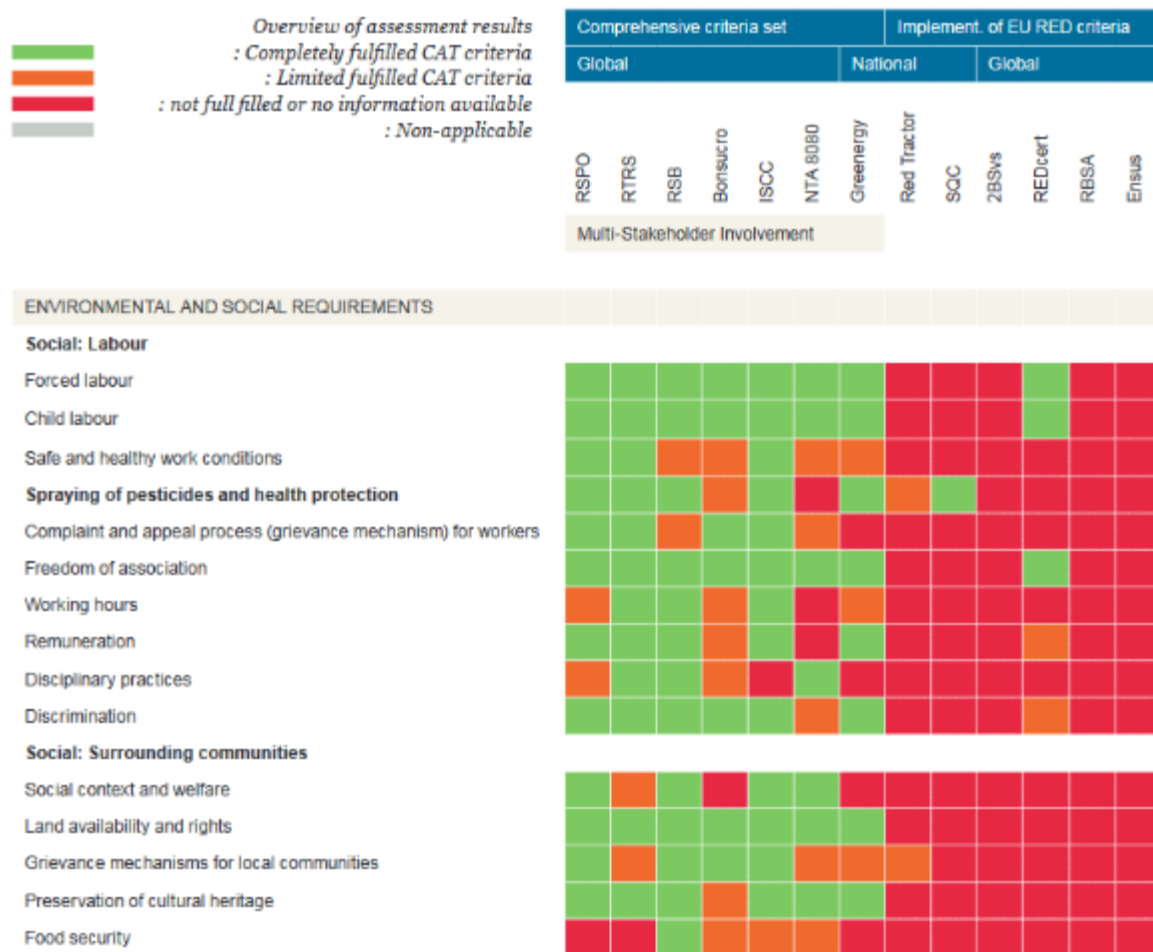 Overview of assessment results
: Completely fulfilled CAT criteria
: Limited fulfilled CAT criteria
: not full filled or no information available
: Non-applicable
Comprehensive criteria set
Implement. of EU RED criteria
Global
National
Global
RSPO
RTRS
RSB
Bonsucro
ISCC
NTA 8080
Greenergy
Red Tractor
SQC
2BSvs
REDcert
RBSA
Ensus
Multi-Stakeholder Involvement
ENVIRONMENTAL AND SOCIAL REQUIREMENTS
Social: Labour
Forced labour
Child labour
Safe and healthy work conditions
Spraying of pesticides and health protection
Complaint and appeal process (grievance mechanism) for workers
Freedom of association
Working hours
Remuneration
Disciplinary practices
Discrimination
Social: Surrounding communities
Social context and welfare
Land availability and rights
Grievance mechanisms for local communities
Preservation of cultural heritage
Food security